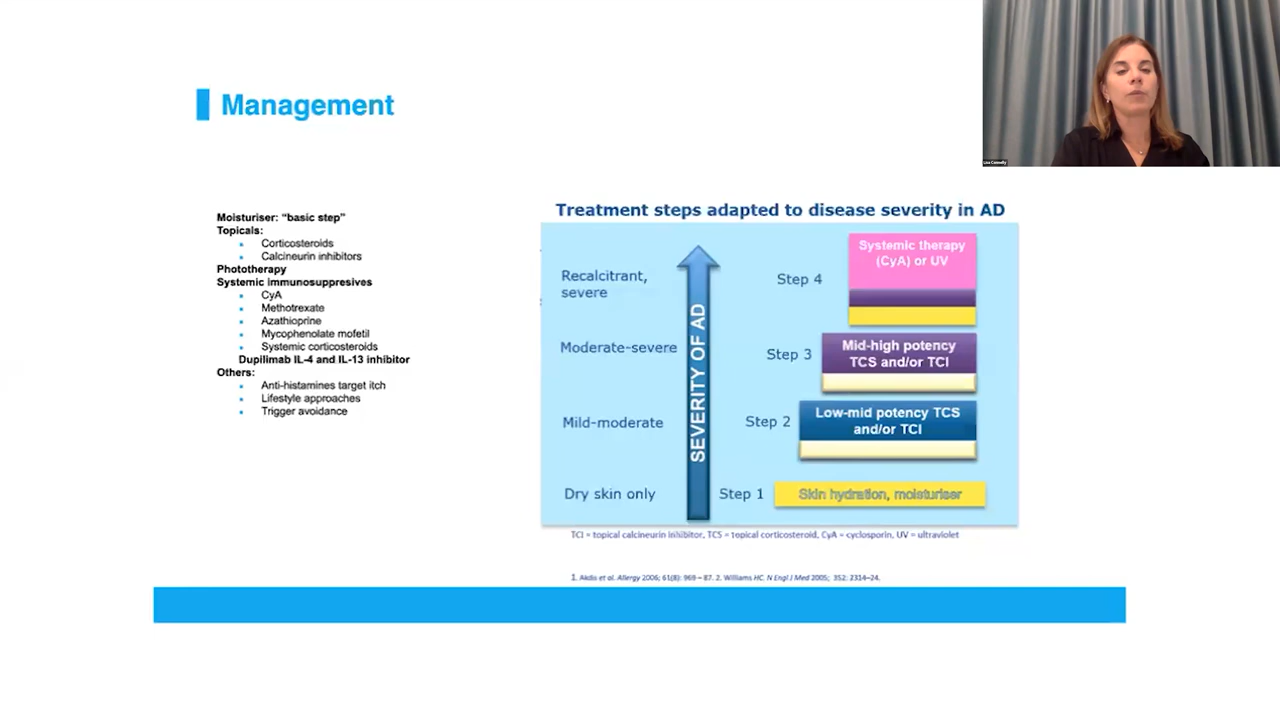 Management
Moisturiser: “basic step”
Topicals:
Corticosteroids
Calcineurin inhibitors
Phototherapy
Systemic immunosuppresives
CyA
Methotrexate
Azathioprine
Mycophenolate mofetil
Systemic corticosteroids
Dupilimab IL-4 and IL-13 inhibitor
Others:
Anti-histamines target itch
Lifestyle approaches
Trigger avoidance
Treatment steps adapted to disease severity in AD
SEVERITY OF AD
Recalcitrant,
severe
Step 4
Systemic therapy
(CyA) or UV
Moderate-severe
Step 3
Mid-high potency
TCS and/or TCI
Mild-moderate
Step 2
Low-mid potency TCS
and/or TCI
Dry skin only
Step 1
Skin hydration, moisturiser
TCI = topical calcineurin inhibitor, TCS = topical corticosteroid, CyA = cyclosporin, UV = ultraviolet
1. Akdis et al. Allergy 2006; 61(8): 969 – 87. 2. Williams HC. N Engl J Med 2005; 352: 2314–24.
Lisa Connolly